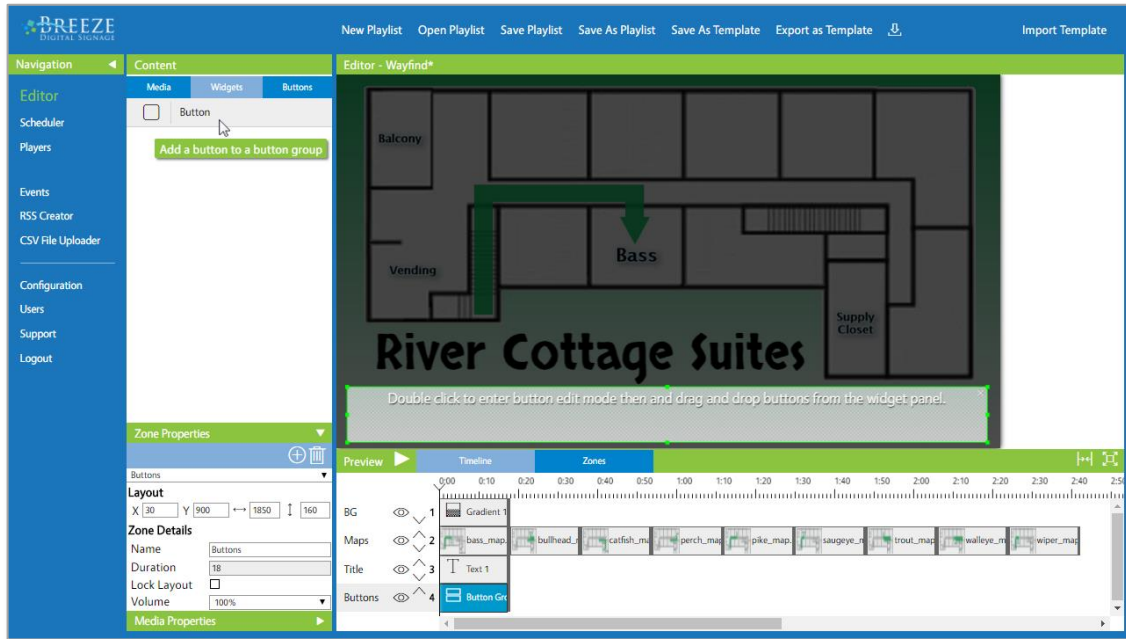 BREEZE
DIGITAL SIGNAGE
New Playlist Open Playlist Save Playlist Save As Playlist Save As Template Export as Template Import Template
Navigation
Content
Editor - Wayfind*
Editor
Scheduler
Players
Events
RSS Creator
CSV File Uploader
Configuration
Users
Support
Logout
Media Widgets Buttons
Button
Add a button to a button group
Balcony
Bass
Vending
Supply
Closet
River Cottage Suites
Double click to enter button edit mode then and drag and drop buttons from the widget panel.
Zone Properties
Buttons
Layout
X 30 Y 900 1850 160
Zone Details
Name Buttons
Duration 18
Lock Layout
Volume 100%
Media Properties
Preview Timeline Zones
0:00 0:10 0:20 0:30 0:40 0:50 1:00 1:10 1:20 1:30 1:40 1:50 2:00 2:10 2:20 2:30 2:40 2:50
BG 1 Gradient 1
Maps 2 bass_map. bullhead_r catfish_ma perch_map pike_map. saugeye_n trout_map walleye_m wiper_map
Title 3 T Text 1
Buttons 4 Button Gro